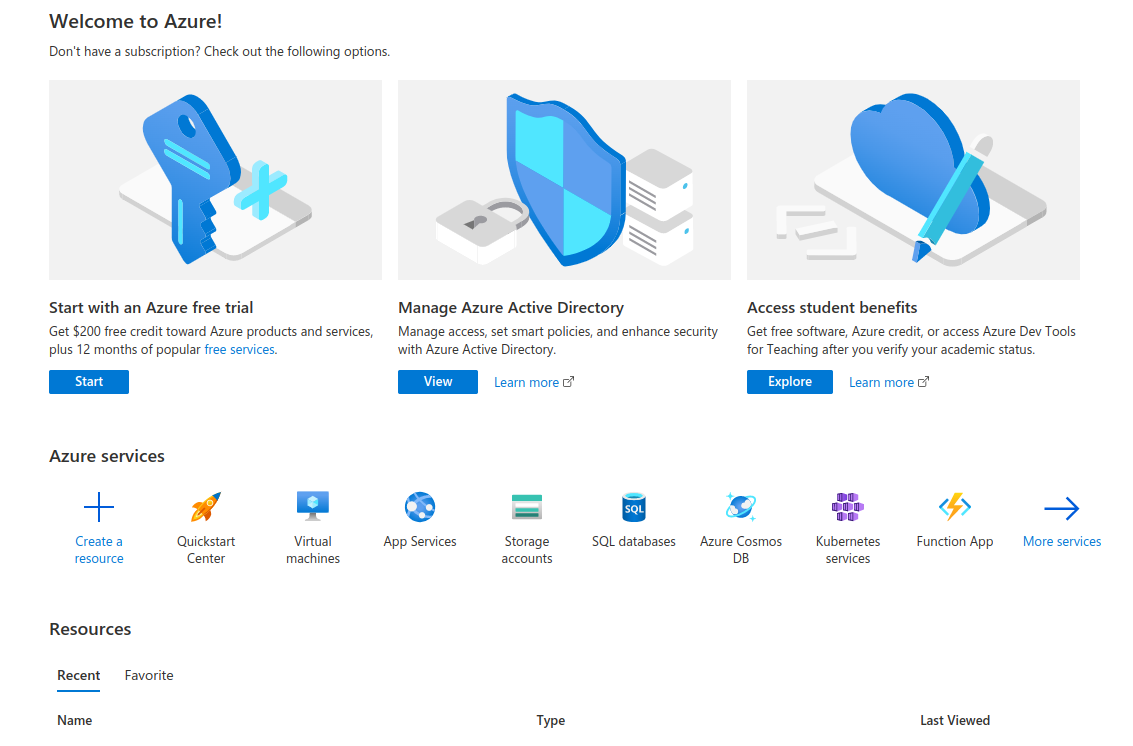 Welcome to Azure!
Don't have a subscription? Check out the following options.
Start with an Azure free trial
Get $200 free credit toward Azure products and services,
plus 12 months of popular free services.
Start
Manage Azure Active Directory
Manage access, set smart policies, and enhance security
with Azure Active Directory.
View
Learn more
Access student benefits
Get free software, Azure credit, or access Azure Dev Tools
for Teaching after you verify your academic status.
Explore
Learn more
Azure services
Create a
resource
Quickstart
Center
Virtual
machines
App Services
Storage
accounts
SQL
SQL databases
Azure Cosmos
DB
Kubernetes
services
Function App
More services
Resources
Recent
Favorite
Name
Type
Last Viewed